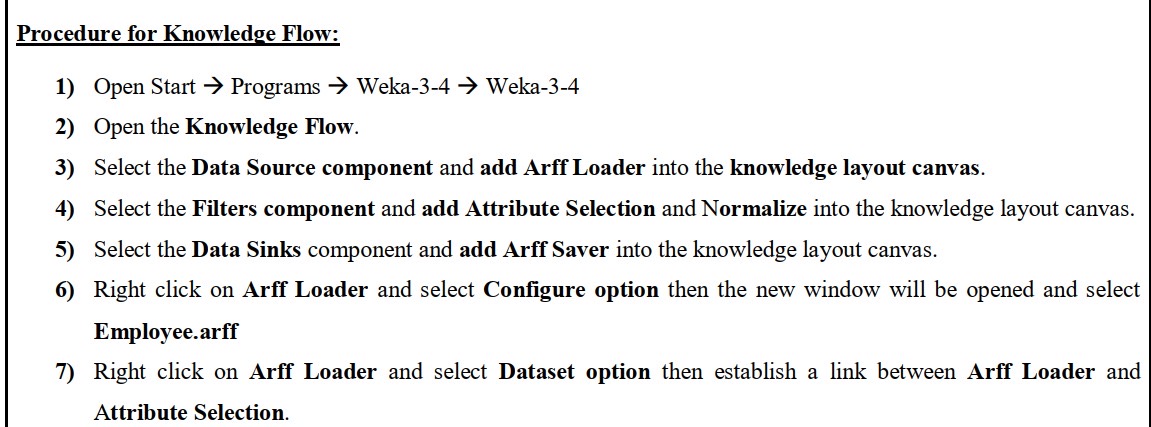 Procedure for Knowledge Flow:
1) Open Start → Programs → Weka-3-4 → Weka-3-4
2) Open the Knowledge Flow.
3) Select the Data Source component and add Arff Loader into the knowledge layout canvas.
4) Select the Filters component and add Attribute Selection and Normalize into the knowledge layout canvas.
5) Select the Data Sinks component and add Arff Saver into the knowledge layout canvas.
6) Right click on Arff Loader and select Configure option then the new window will be opened and select
Employee.arff
7) Right click on Arff Loader and select Dataset option then establish a link between Arff Loader and
Attribute Selection.